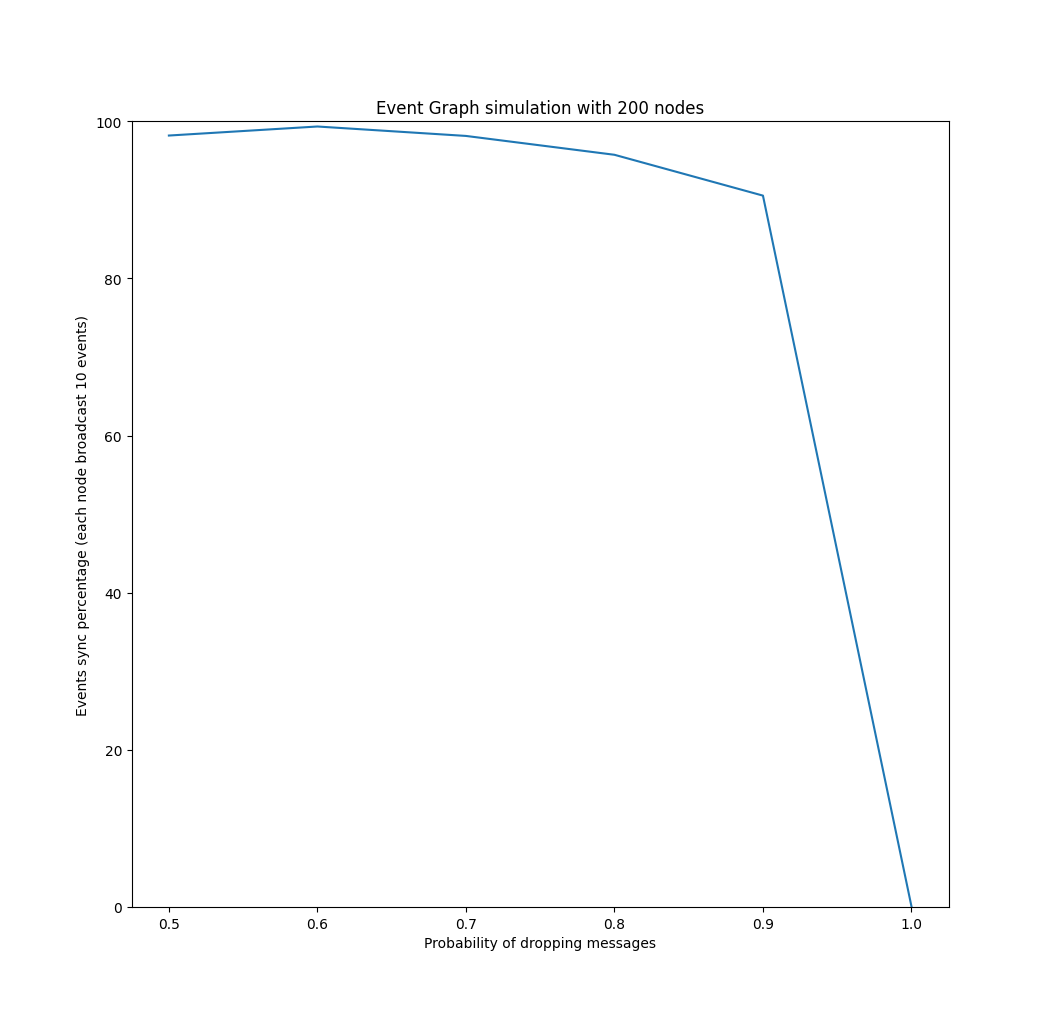 Event Graph simulation with 200 nodes
100
80
60
40
20
0
Events sync percentage (each node broadcast 10 events)
0.5 0.6 0.7 0.8 0.9 1.0
Probability of dropping messages